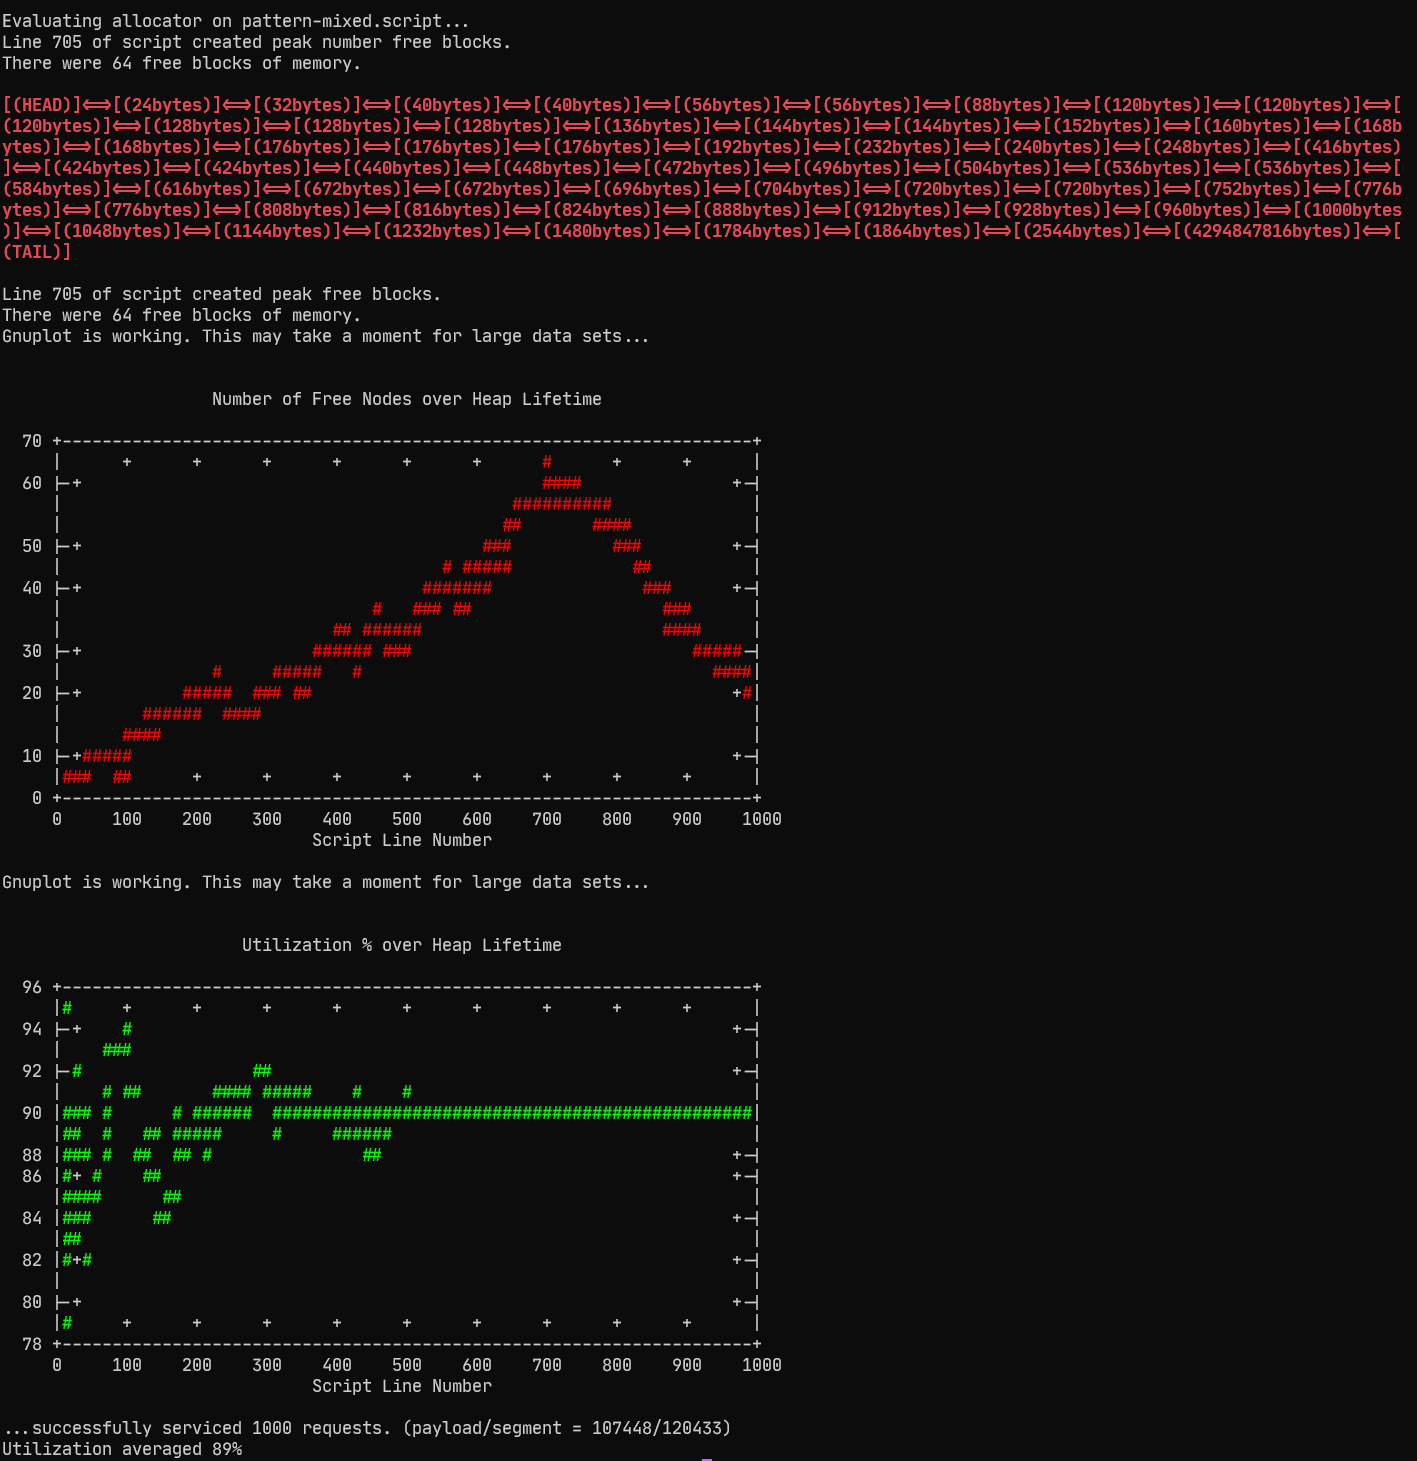 Evaluating allocator on pattern-mixed.script...
Line 705 of script created peak number free blocks.
There were 64 free blocks of memory.
[(HEAD)]<=>[(24bytes)]<=>[(32bytes)]<=>[(40bytes)]<=>[(40bytes)]<=>[(56bytes)]<=>[(56bytes)<=>[(88bytes)]<=>[(120bytes)]<=>[(120bytes)]<=>[
(120bytes)]<=>[(128bytes)]<=>[(128bytes)]<=>[(128bytes)]<=>[(136bytes)]<=>[(144bytes)]<=>[(144bytes)]<=>[(152bytes)]<=>[(160bytes)]<=>[(168b
ytes)]<=>[(168bytes)]<=>[(176bytes)]<=>[(176bytes)]<=>[(176bytes)]<=>[(192bytes)]<=>[(232bytes)]<=>[(240bytes)]<=>[(248bytes)]<=>[(416bytes)
]<=>[(424bytes)]<=>[(424bytes)]<=>[(440bytes)]<=>[(448bytes)]<=>[(472bytes)]<=>[(496bytes)]<=>[(504bytes)]<=>[(536bytes)]<=>[(536bytes)]<=>[
(584bytes)]<=>[(616bytes)]<=>[(672bytes)]<=>[(672bytes)]<=>[(696bytes)]<=>[(704bytes)]<=>[(720bytes)]<=>[(720bytes)]<=>[(752bytes)]<=>[(776b
ytes)]<=>[(776bytes)]<=>[(808bytes)]<=>[(816bytes)]<=>[(824bytes)]<=>[(888bytes)]<=>[(912bytes)]<=>[(928bytes)]<=>[(960bytes)]<=>[(1000bytes
)]<=>[(1048bytes)]<=>[(1144bytes)]<=>[(1232bytes)]<=>[(1480bytes)]<=>[(1784bytes)]<=>[(1864bytes)]<=>[(2544bytes)]<=>[(4294847816bytes)]<=>[
(TAIL)]
Line 705 of script created peak free blocks.
There were 64 free blocks of memory.
Gnuplot is working. This may take a moment for large data sets...
Number of Free Nodes over Heap Lifetime
70
60
50
40
30
20
10
0
0 100 200 300 400 500 600 700 800 900 1000
Script Line Number
Gnuplot is working. This may take a moment for large data sets...
Utilization % over Heap Lifetime
96
94
92
90
88
86
84
82
80
78
0 100 200 300 400 500 600 700 800 900 1000
Script Line Number
...successfully serviced 1000 requests. (payload/segment = 107448/120433)
Utilization averaged 89%